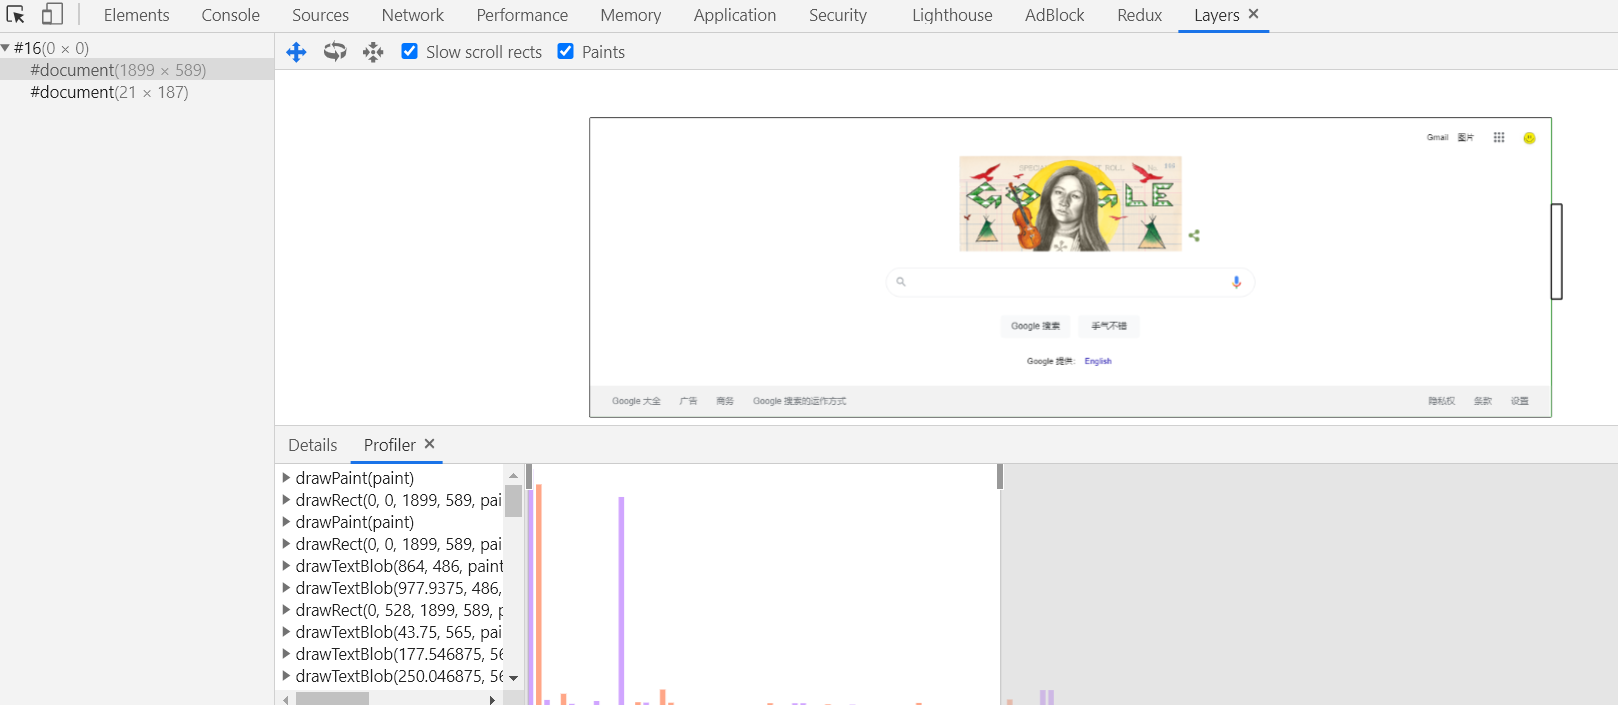 Elements Console Sources Network Performance Memory Application Security Lighthouse AdBlock Redux Layers ✕
#16(0 × 0)
#document(1899 × 589)
#document(21 × 187)
Slow scroll rects Paints
Gmail 图片
GOOGLE
Google 搜索 手气不错
Google 提供: English
Google 大全 广告 商务 Google 搜索的运作方式 隐私权 条款 设置
Details Profiler ✕
drawPaint(paint)
drawRect(0, 0, 1899, 589, pai
drawPaint(paint)
drawRect(0, 0, 1899, 589, pai
drawTextBlob(864, 486, paint
drawTextBlob(977.9375, 486,
drawRect(0, 528, 1899, 589, p
drawTextBlob(43.75, 565, pai
drawTextBlob(177.546875, 56
drawTextBlob(250.046875, 56